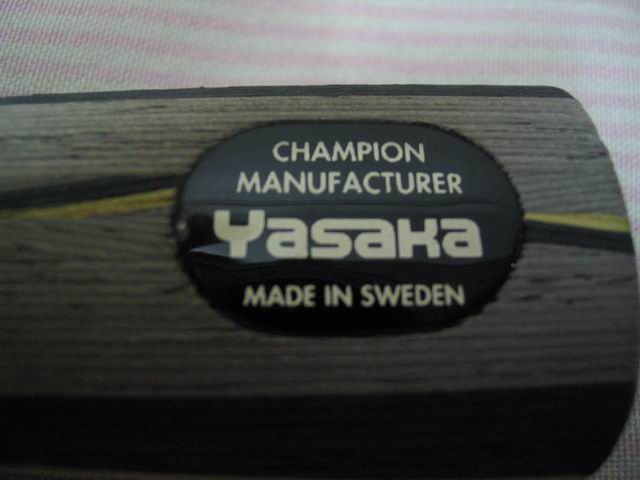 CHAMPION
MANUFACTURER
Yasaka
MADE IN SWEDEN